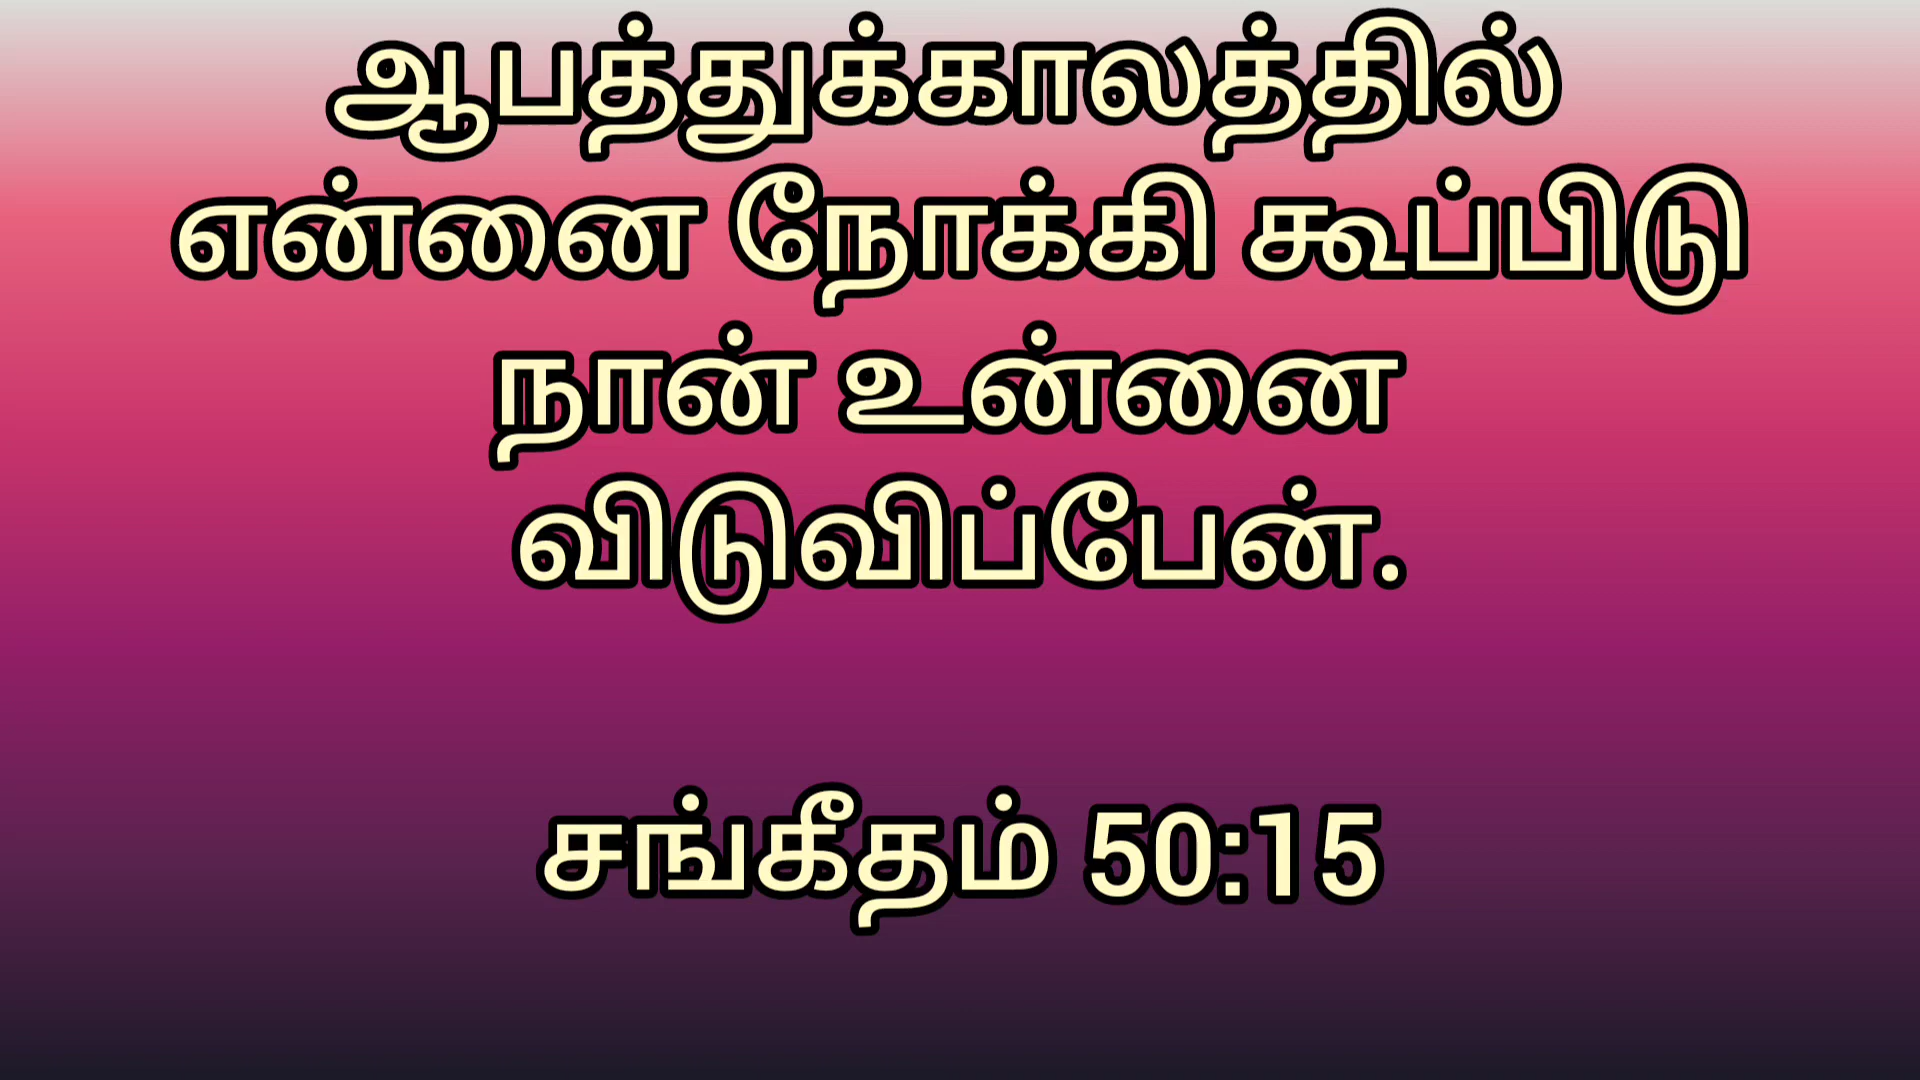 ஆபத்துக்காலத்தில்
என்னை நோக்கி கூப்பிடு
நான் உன்னை
விடுவிப்பேன்.
சங்கீதம் 50:15